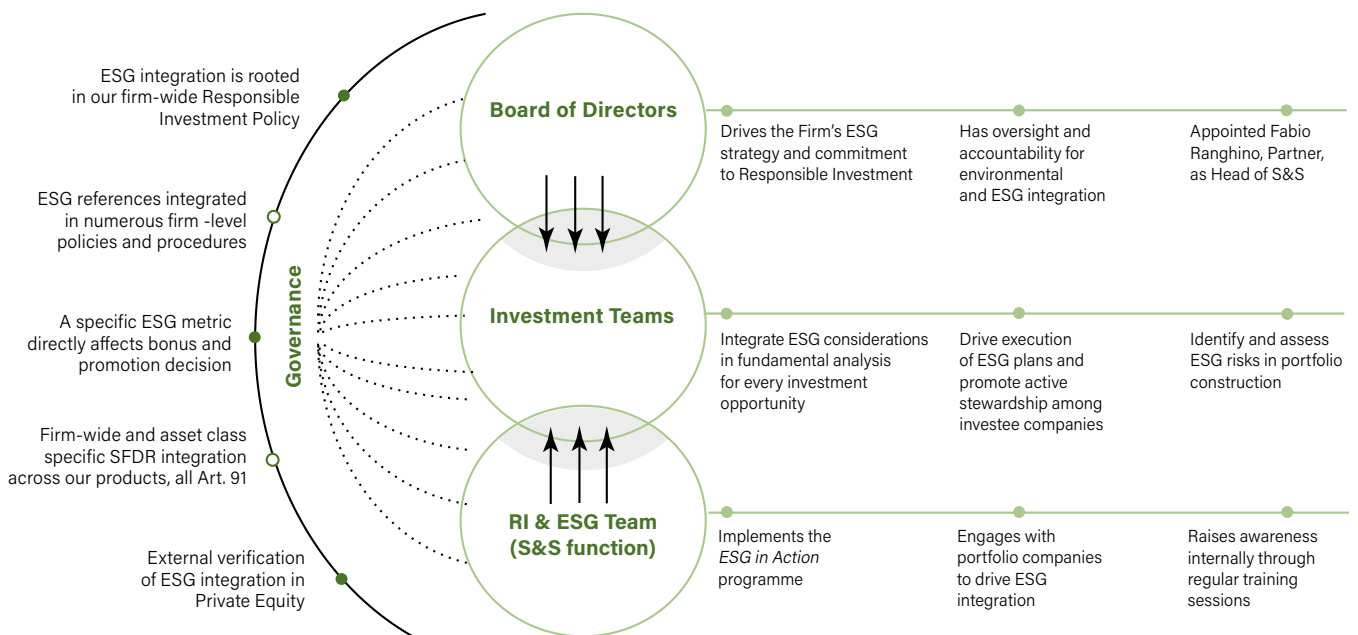 ESG integration is rooted
in our firm-wide Responsible
Investment Policy
ESG references integrated
in numerous firm -level
policies and procedures
A specific ESG metric
directly affects bonus and
promotion decision
Firm-wide and asset class
specific SFDR integration
across our products, all Art. 91
External verification
of ESG integration in
Private Equity
Governance
Board of Directors
Drives the Firm's ESG
strategy and commitment
to Responsible Investment
Has oversight and
accountability for
environmental
and ESG integration
Appointed Fabio
Ranghino, Partner,
as Head of S&S
Investment Teams
Integrate ESG considerations
in fundamental analysis
for every investment
opportunity
Drive execution
of ESG plans and
promote active
stewardship among
investee companies
Identify and assess
ESG risks in portfolio
construction
RI & ESG Team
(S&S function)
Implements the
ESG in Action
programme
Engages with
portfolio companies
to drive ESG
integration
Raises awareness
internally through
regular training
sessions